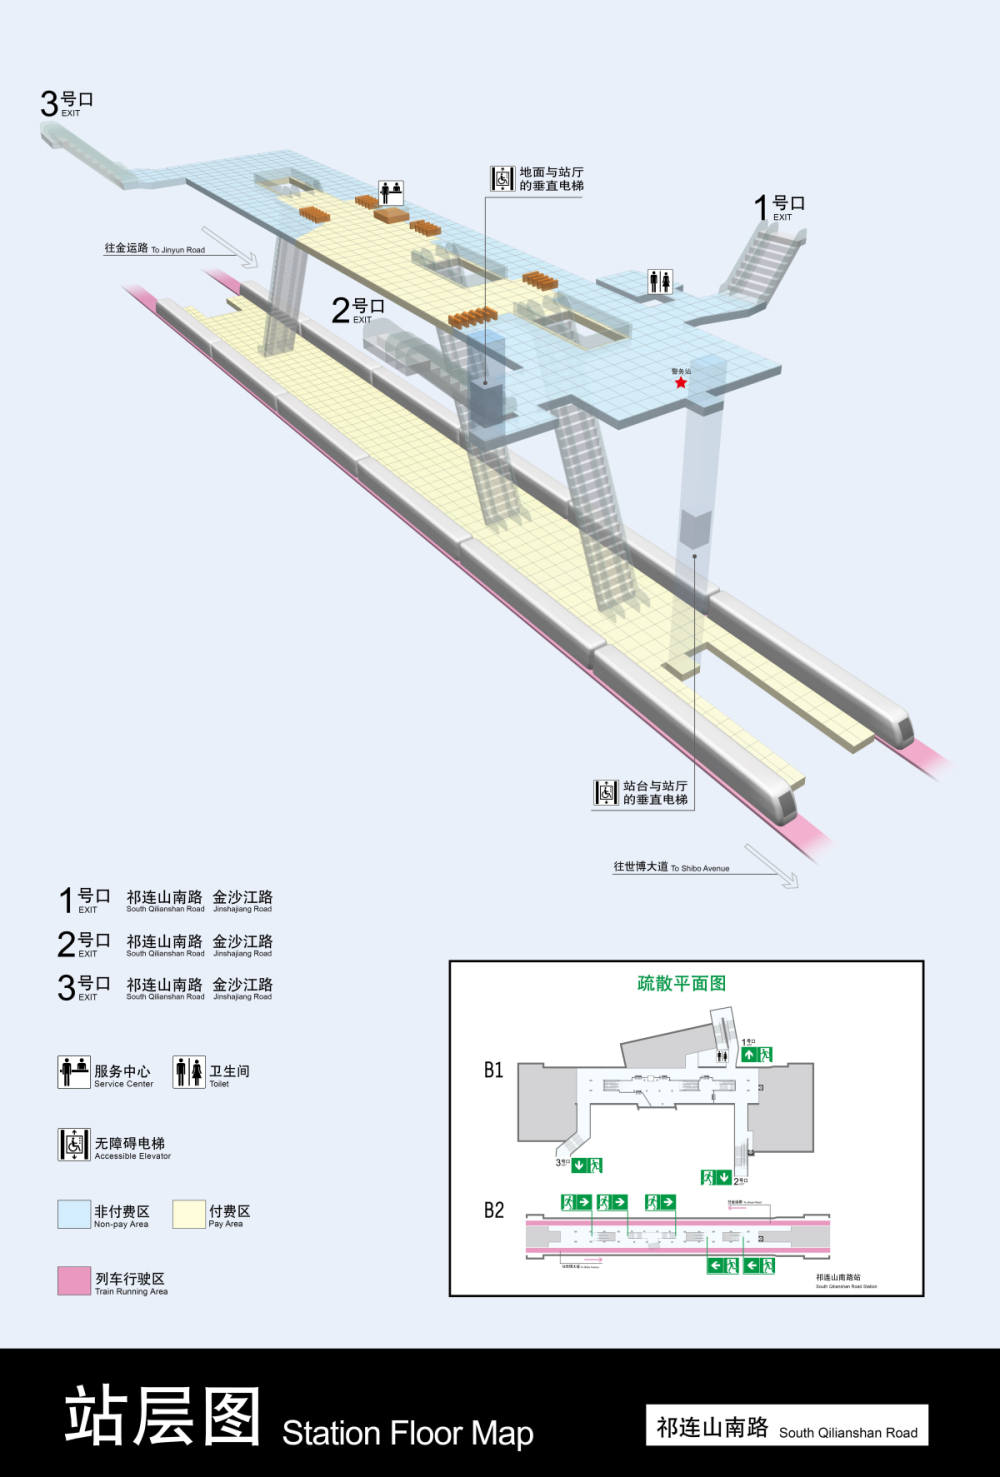 3号口
EXIT
地面与站厅
的垂直电梯
1号口
EXIT
往金运路 To Jinyun Road
2号口
EXIT
警务站
站台与站厅
的垂直电梯
往世博大道 To Shibo Avenue
1号口 祁连山南路 金沙江路
EXIT South Qilianshan Road Jinshajiang Road
2号口 祁连山南路 金沙江路
EXIT South Qilianshan Road Jinshajiang Road
3号口 祁连山南路 金沙江路
EXIT South Qilianshan Road Jinshajiang Road
服务中心 卫生间
Service Center Toilet
无障碍电梯
Accessible Elevator
非付费区 付费区
Non-pay Area Pay Area
列车行驶区
Train Running Area
疏散平面图
1号口
B1
3号口
2号口
B2
往金运路
往世博大道
祁连山南路站
South Qilianshan Road Station
站层图 Station Floor Map
祁连山南路 South Qilianshan Road